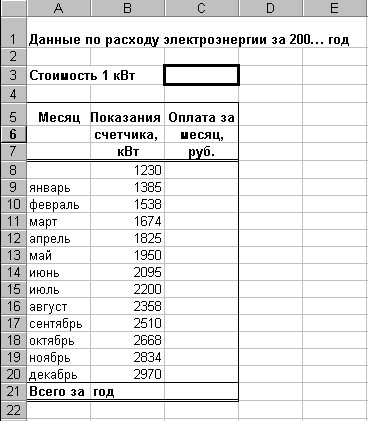 A B C D E
1 Данные по расходу электроэнергии за 200... год
2
3 Стоимость 1 кВт
4
5 Месяц Показания Оплата за
6 счетчика, месяц,
7 кВт руб.
8 1230
9 январь 1385
10 февраль 1538
11 март 1674
12 апрель 1825
13 май 1950
14 июнь 2095
15 июль 2200
16 август 2358
17 сентябрь 2510
18 октябрь 2668
19 ноябрь 2834
20 декабрь 2970
21 Всего за год
22